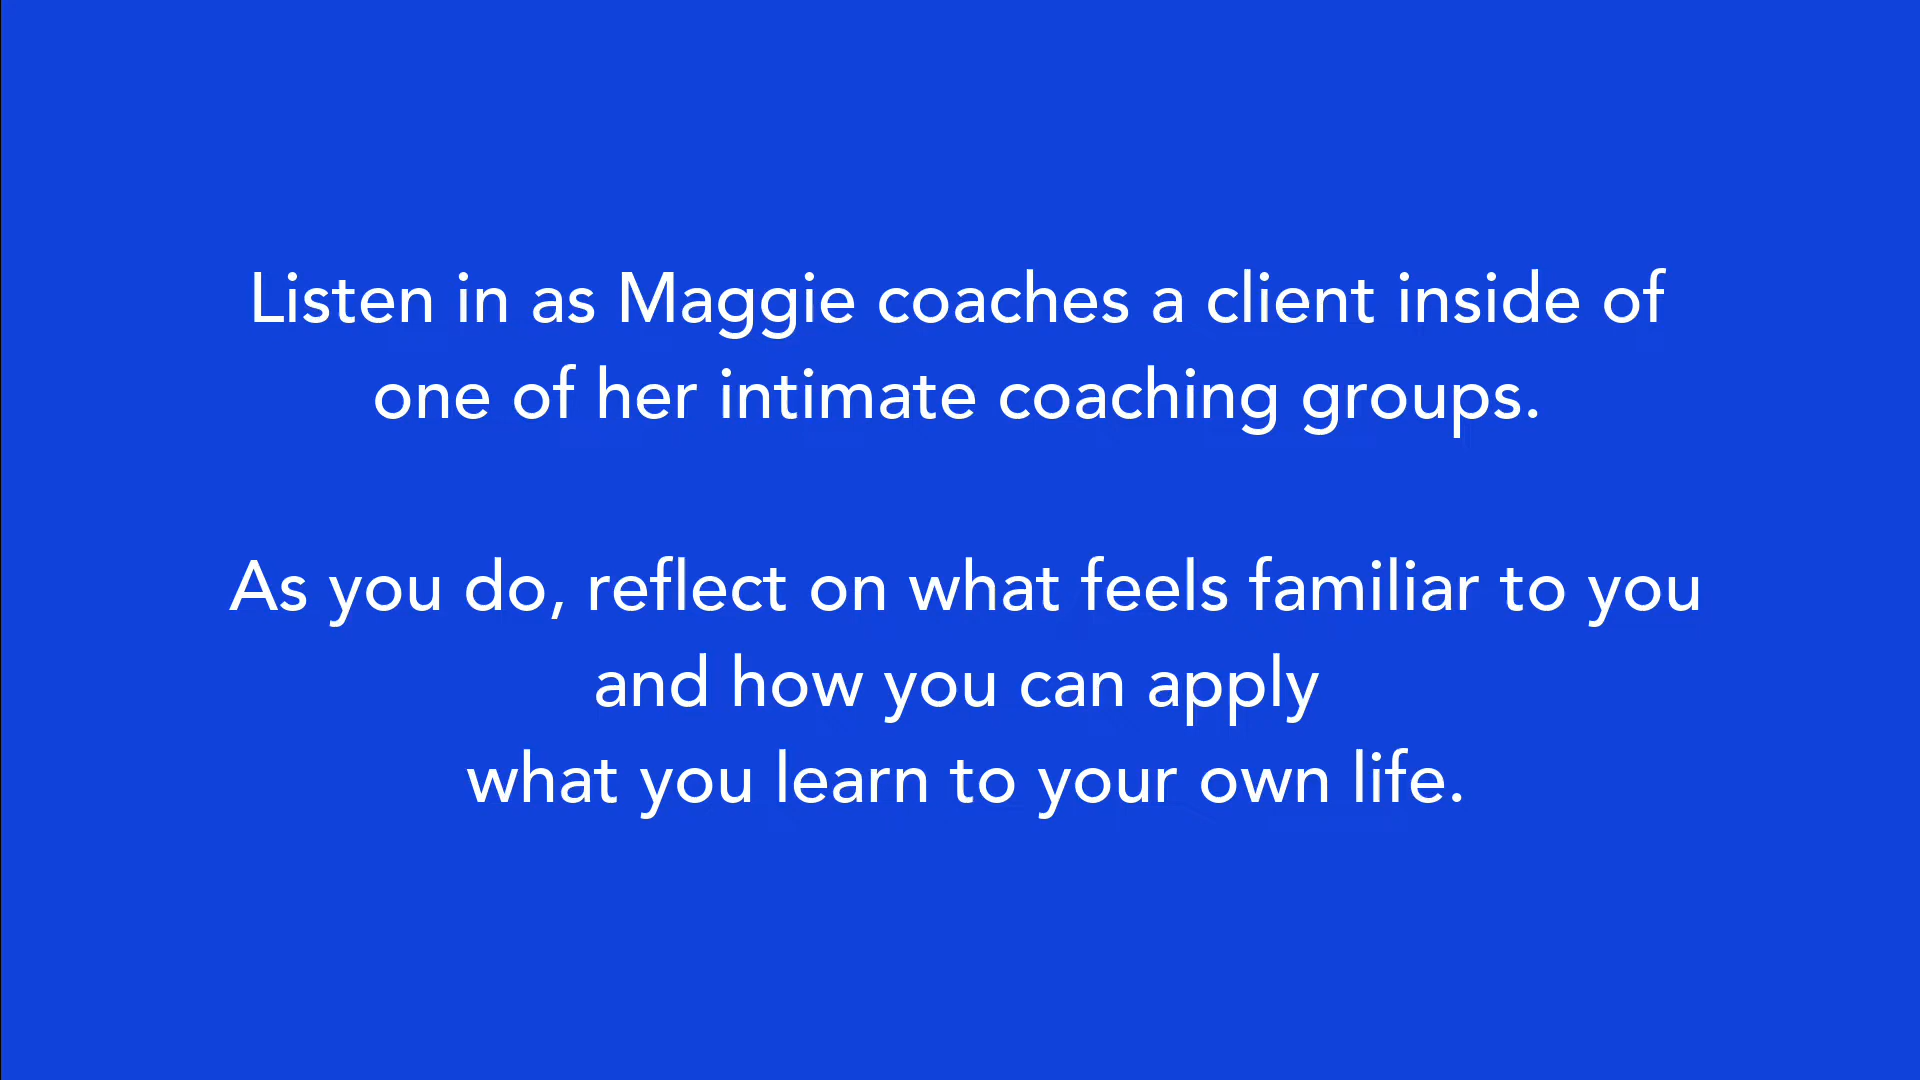 Listen in as Maggie coaches a client inside of
one of her intimate coaching groups.
As you do, reflect on what feels familiar to you
and how you can apply
what you learn to your own life.